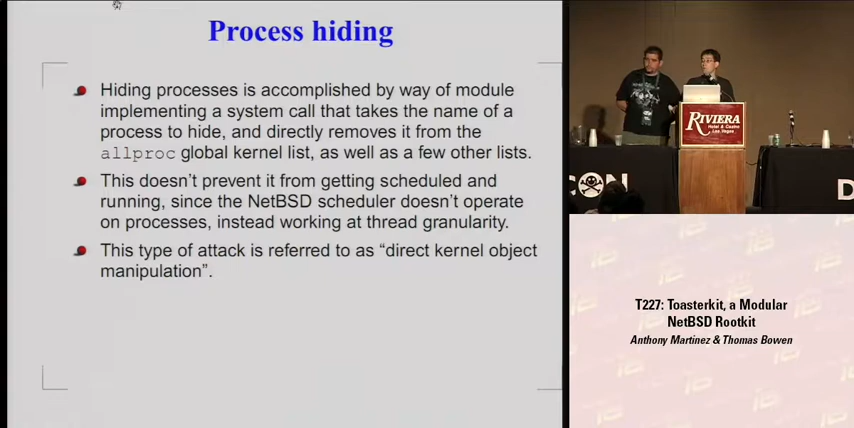 Process hiding
Hiding processes is accomplished by way of module
implementing a system call that takes the name of a
process to hide, and directly removes it from the
allproc global kernel list, as well as a few other lists.
This doesn't prevent it from getting scheduled and
running, since the NetBSD scheduler doesn't operate
on processes, instead working at thread granularity.
This type of attack is referred to as “direct kernel object
manipulation”.
RIVIERA
Hotel & Casino
Las Vegas
CON
D
T227: Toasterkit, a Modular
NetBSD Rootkit
Anthony Martinez & Thomas Bowen